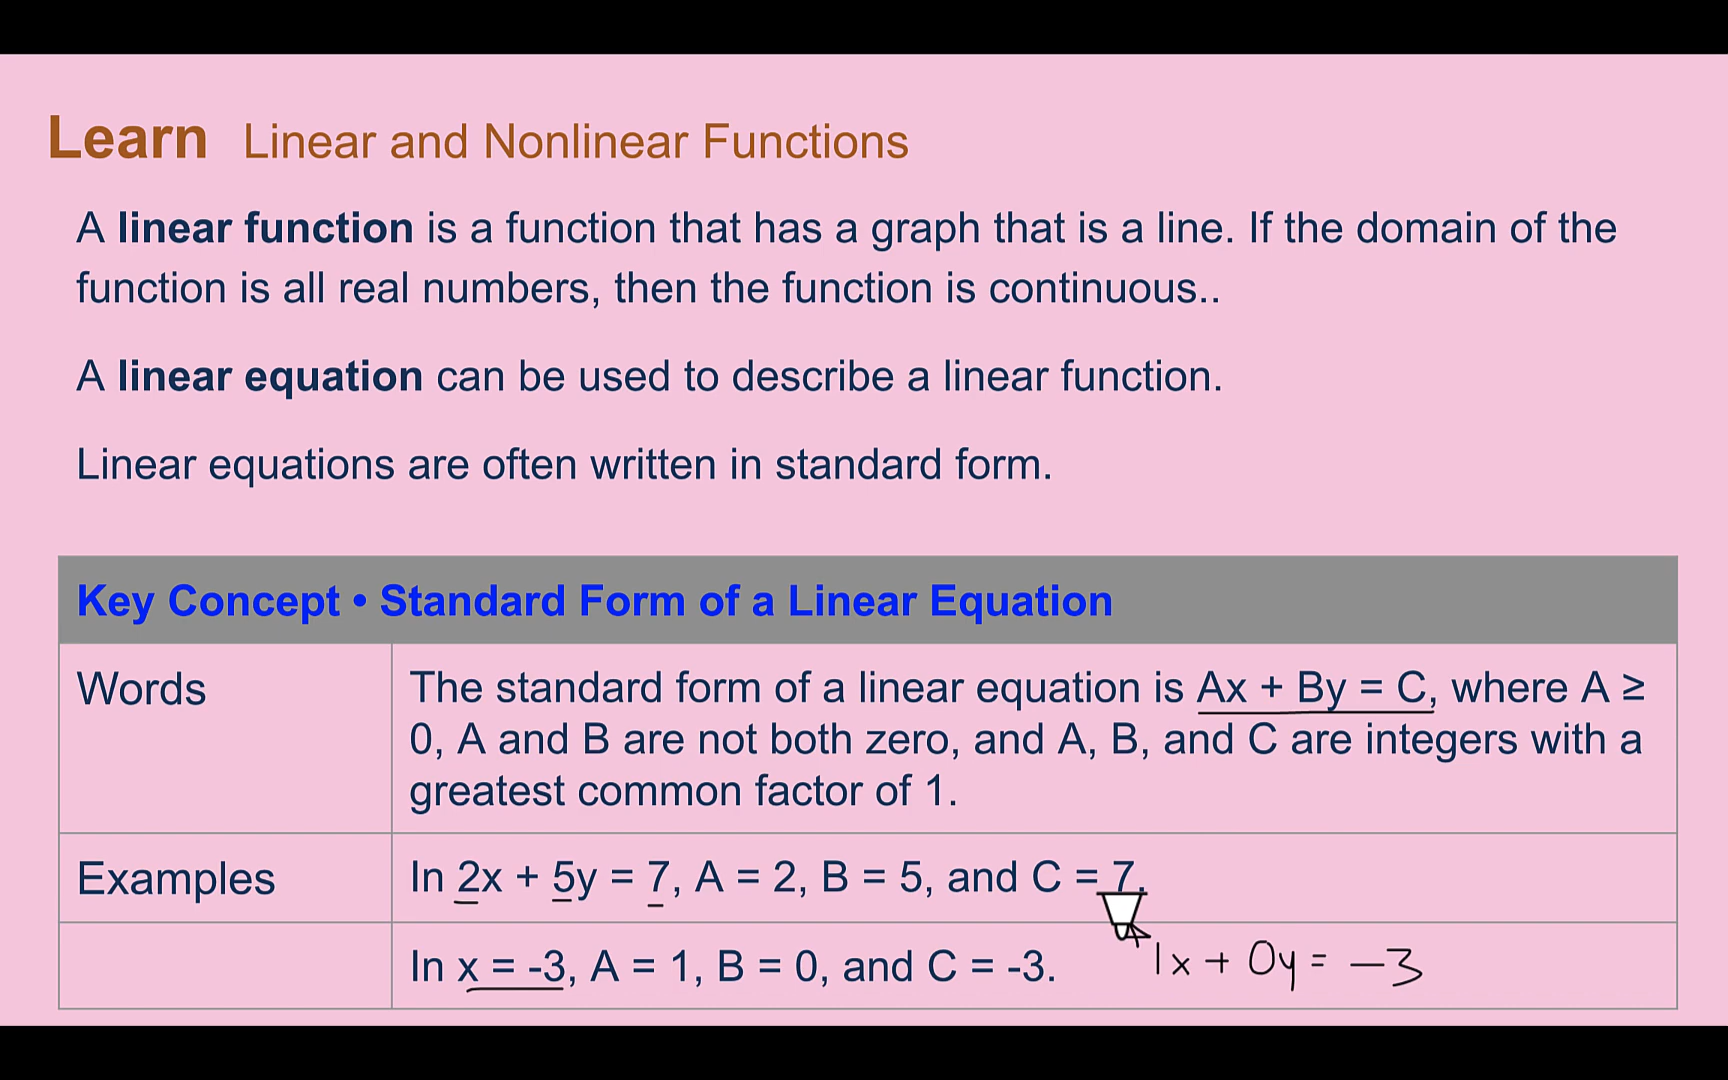 Learn Linear and Nonlinear Functions
A linear function is a function that has a graph that is a line. If the domain of the
function is all real numbers, then the function is continuous..
A linear equation can be used to describe a linear function.
Linear equations are often written in standard form.
Key Concept • Standard Form of a Linear Equation
Words
The standard form of a linear equation is Ax + By = C, where A ≥
0, A and B are not both zero, and A, B, and C are integers with a
greatest common factor of 1.
Examples
In 2x + 5y = 7, A = 2, B = 5, and C = 7.
In x = -3, A = 1, B = 0, and C = -3.
1x + 0y = -3